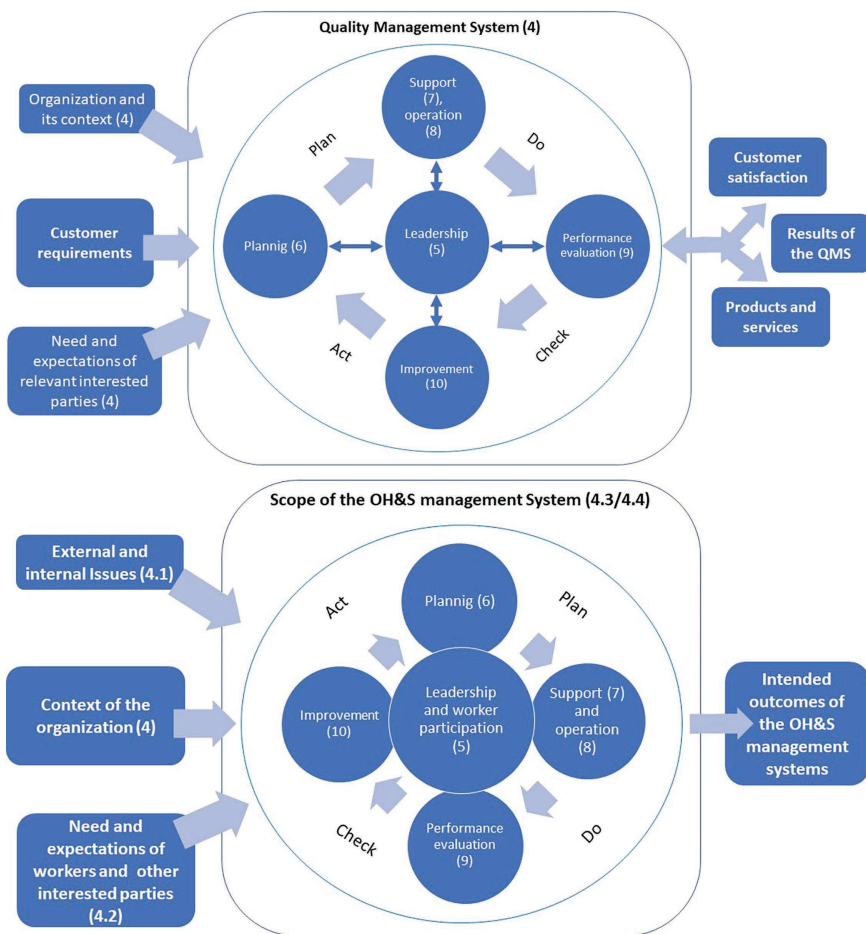 Quality Management System (4)
Organization and
its context (4)
Customer
requirements
Need and
expectations of
relevant interested
parties (4)
Plan
Support
(7),
operation
(8)
Do
Plannig (6)
Leadership
(5)
Performance
evaluation (9)
Act
Improvement
(10)
Check
Customer
satisfaction
Results of
the QMS
Products and
services
Scope of the OH&S management System (4.3/4.4)
External and
internal Issues (4.1)
Context of the
organization (4)
Need and
expectations of
workers and other
interested parties
(4.2)
Act
Plannig (6)
Plan
Improvement
(10)
Leadership
and worker
participation
(5)
Support (7)
and
operation
(8)
Check
Performance
evaluation
(9)
Do
Intended
outcomes of
the OH&S
management
systems